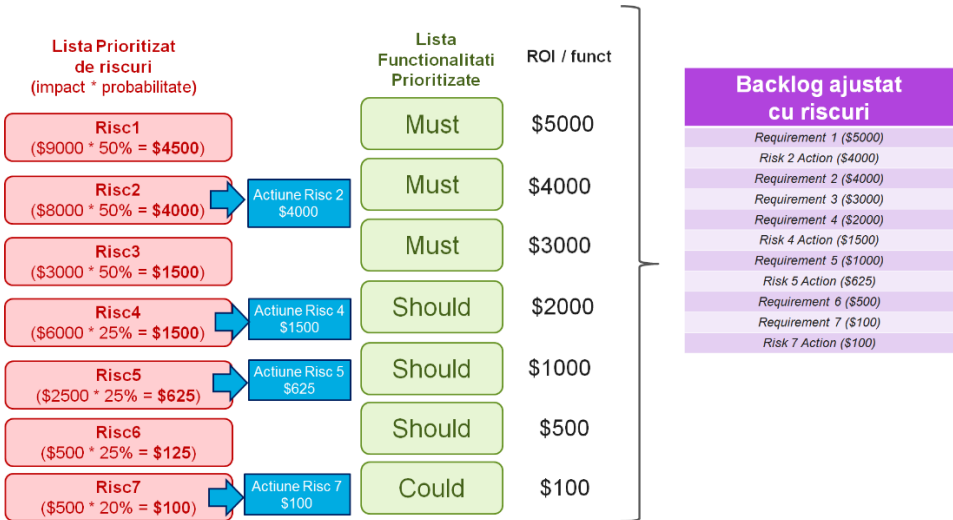 Lista Prioritizat
de riscuri
(impact * probabilitate)
Risc1
($9000 * 50% = $4500)
Risc2
($8000 * 50% = $4000)
Risc3
($3000 * 50% = $1500)
Risc4
($6000 * 25% = $1500)
Risc5
($2500 * 25% = $625)
Risc6
($500 * 25% = $125)
Risc7
($500 * 20% = $100)
Actiune Risc 2
$4000
Actiune Risc 4
$1500
Actiune Risc 5
$625
Actiune Risc 7
$100
Lista
Functionalitati
Prioritizate
Must
Must
Must
Should
Should
Should
Could
ROI / funct
$5000
$4000
$3000
$2000
$1000
$500
$100
Backlog ajustat
cu riscuri
Requirement 1 ($5000)
Risk 2 Action ($4000)
Requirement 2 ($4000)
Requirement 3 ($3000)
Requirement 4 ($2000)
Risk 4 Action ($1500)
Requirement 5 ($1000)
Risk 5 Action ($625)
Requirement 6 ($500)
Requirement 7 ($100)
Risk 7 Action ($100)